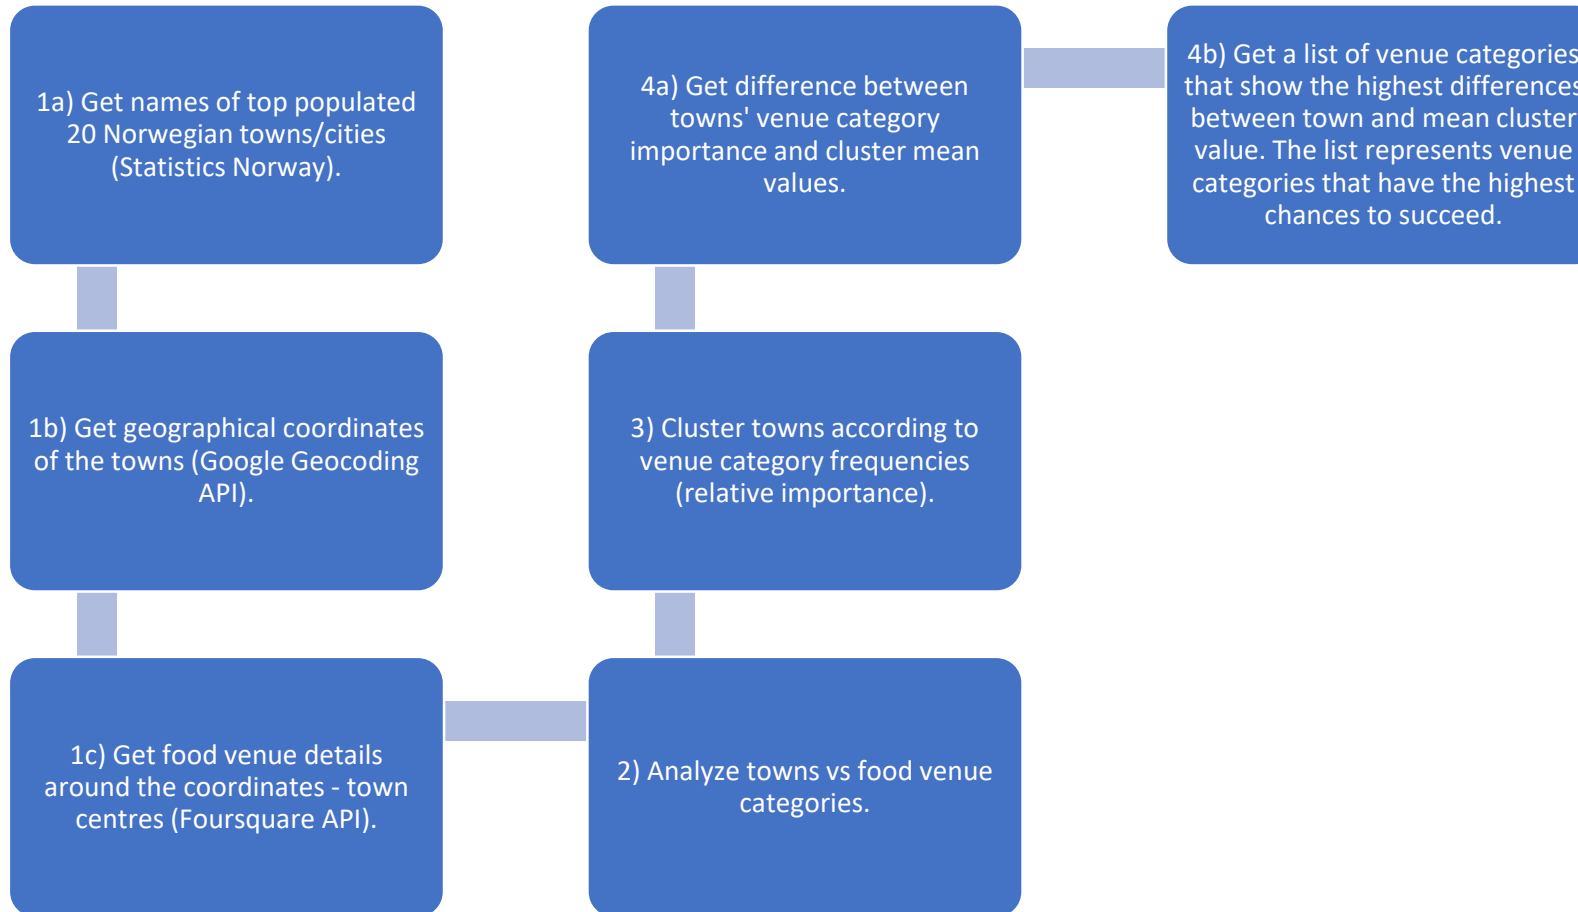 1a) Get names of top populated
20 Norwegian towns/cities
(Statistics Norway).
1b) Get geographical coordinates
of the towns (Google Geocoding
API).
1c) Get food venue details
around the coordinates - town
centres (Foursquare API).
2) Analyze towns vs food venue
categories.
3) Cluster towns according to
venue category frequencies
(relative importance).
4a) Get difference between
towns' venue category
importance and cluster mean
values.
4b) Get a list of venue categories
that show the highest differences
between town and mean cluster
value. The list represents venue
categories that have the highest
chances to succeed.